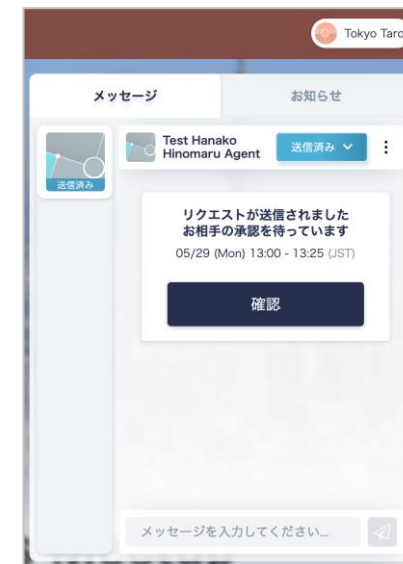 Tokyo Taro
メッセージ
お知らせ
送信済み
Test Hanako
Hinomaru Agent
送信済み
リクエストが送信されました
お相手の承認を待っています
05/29 (Mon) 13:00 - 13:25 (JST)
確認
メッセージを入力してください...